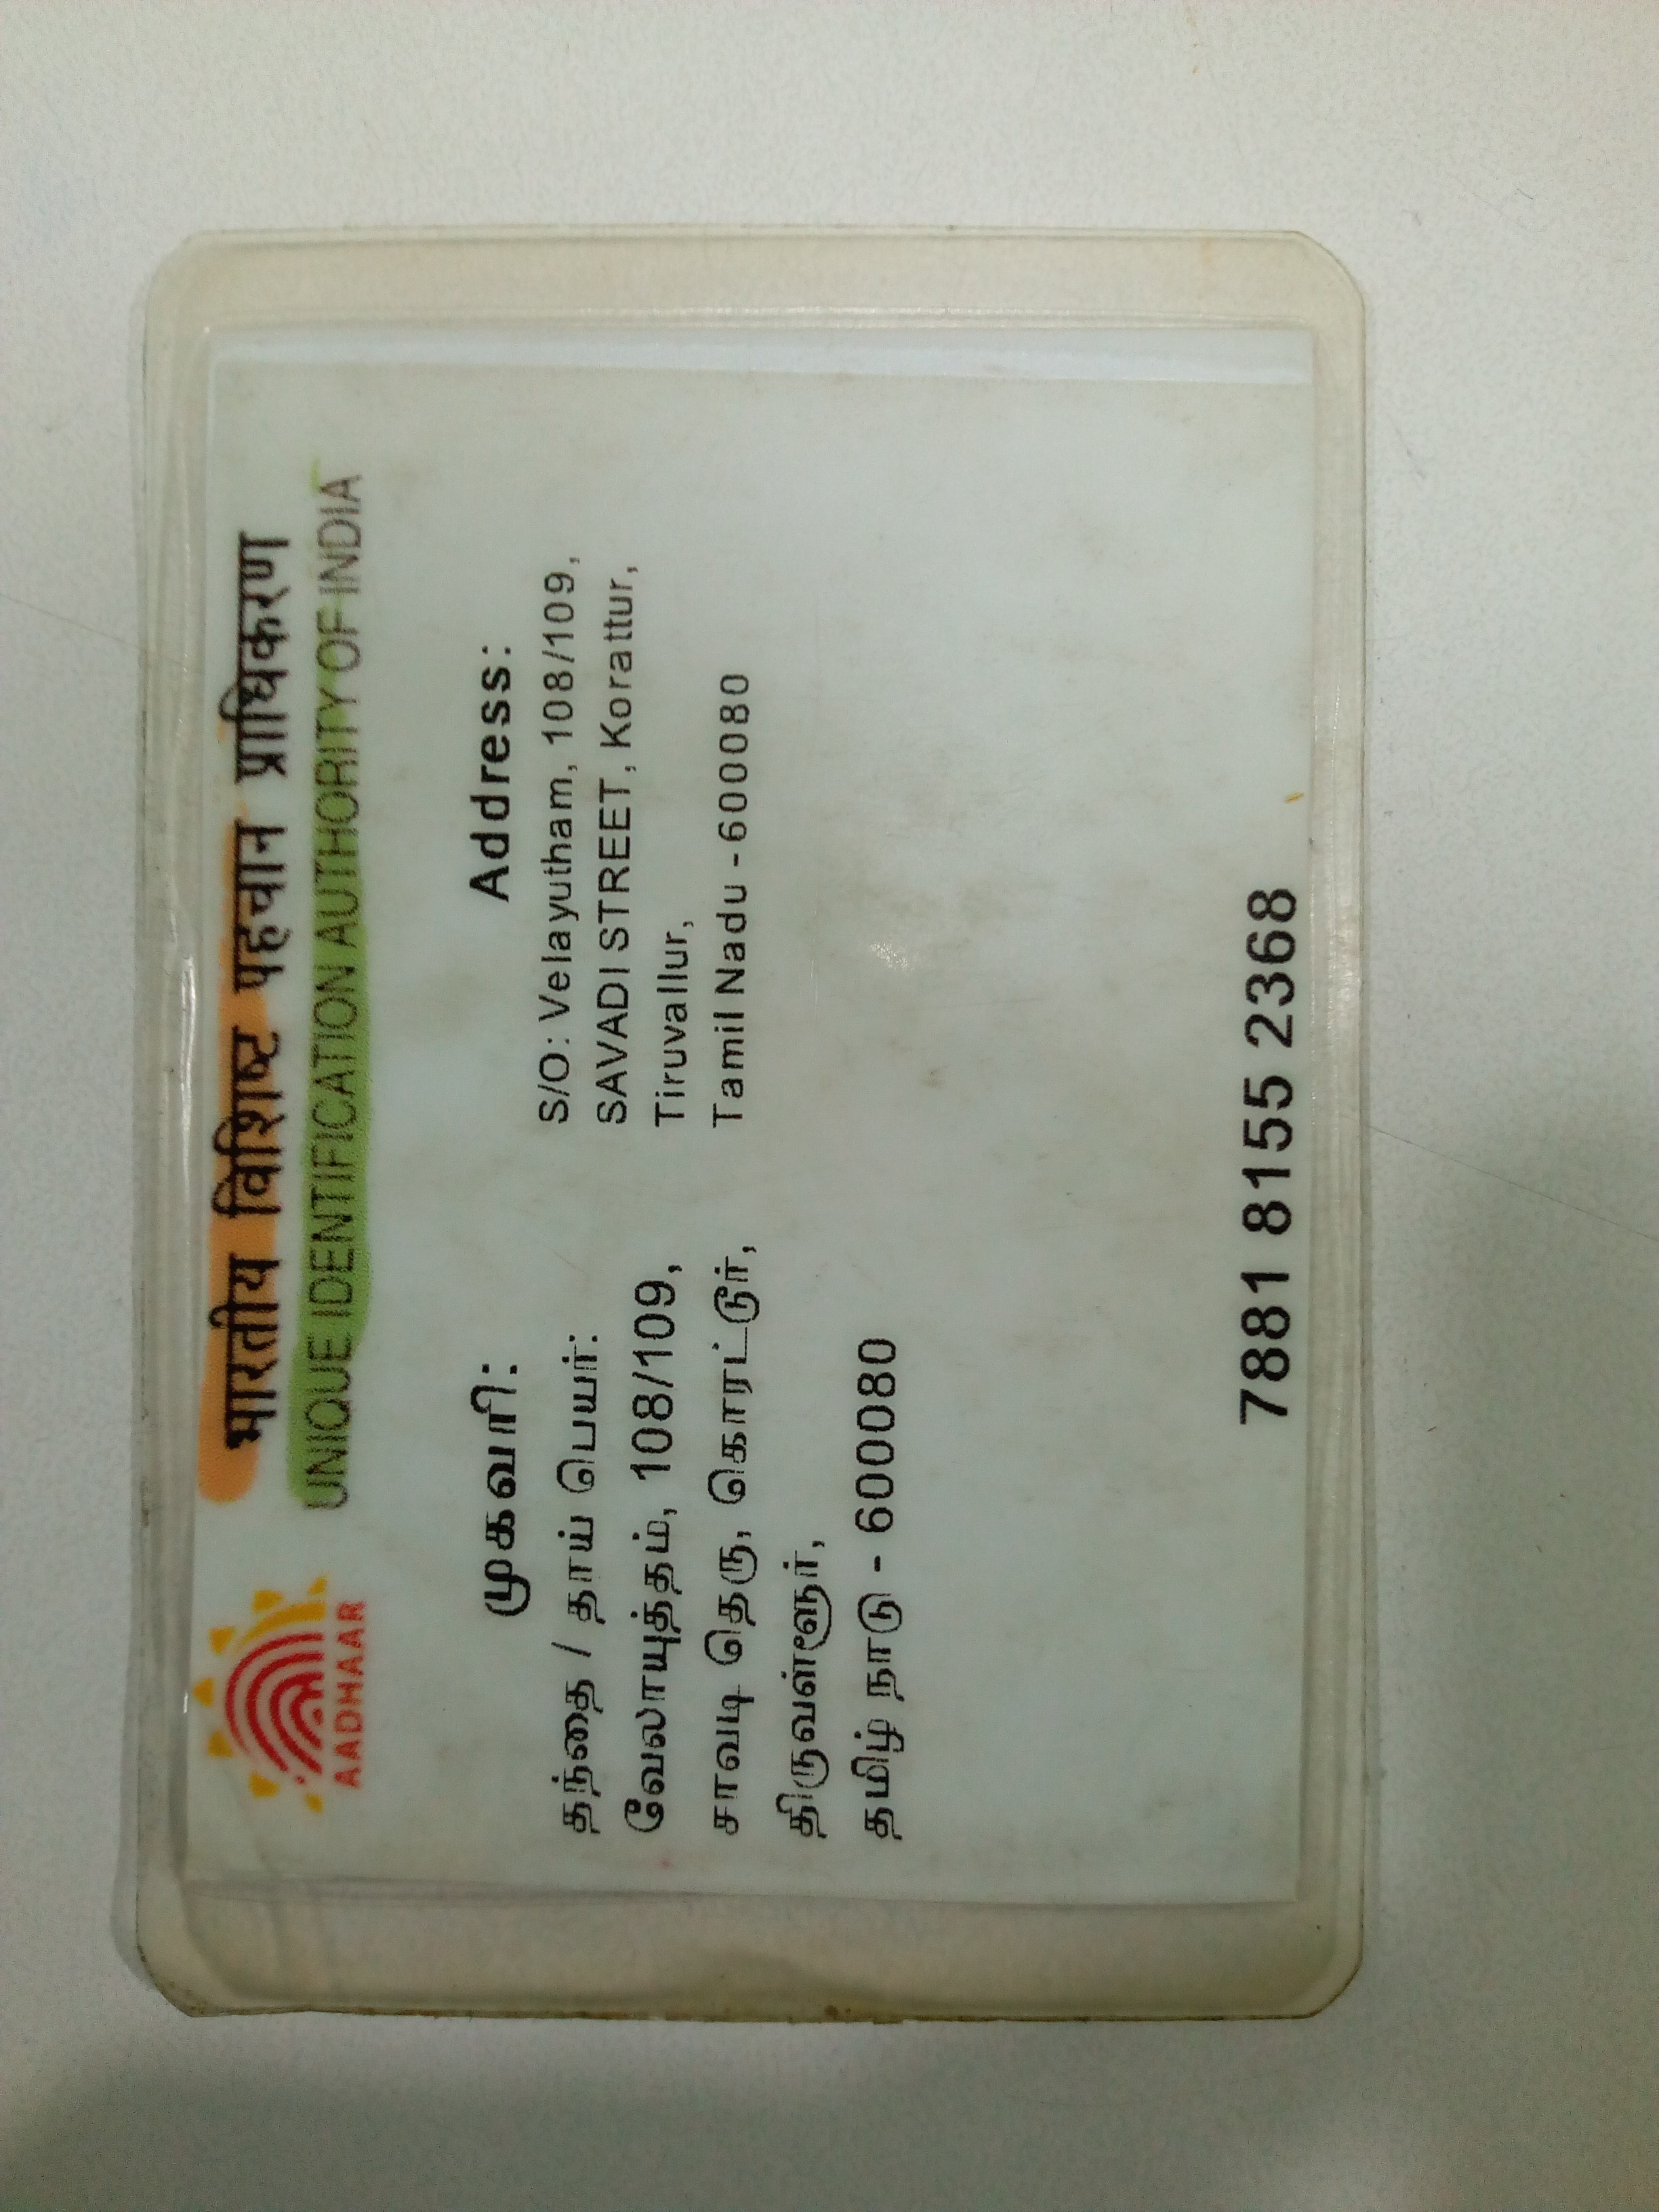 भारतीय विशिष्ट पहचान प्राधिकरण
UNIQUE IDENTIFICATION AUTHORITY OF INDIA
AADHAAR
முகவரி:
தந்தை / தாய் பெயர்:
வேலாயுத்தம், 108/109,
சாவடி தெரு, கொரட்டூர்,
திருவள்ளூர்,
தமிழ் நாடு - 600080
Address:
S/O: Velayutham, 108/109,
SAVADI STREET, Korattur,
Tiruvallur,
Tamil Nadu - 600080
7881 8155 2368